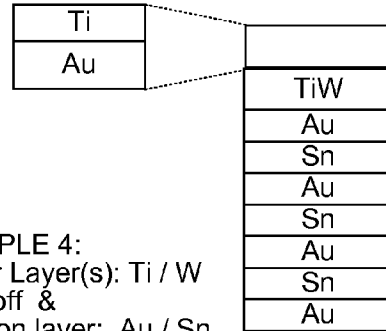 Ti
Au
TiW
Au
Sn
Au
Sn
Au
Sn
Au
PLE 4:
Layer(s): Ti / W
off &
on layer: Au / Sn